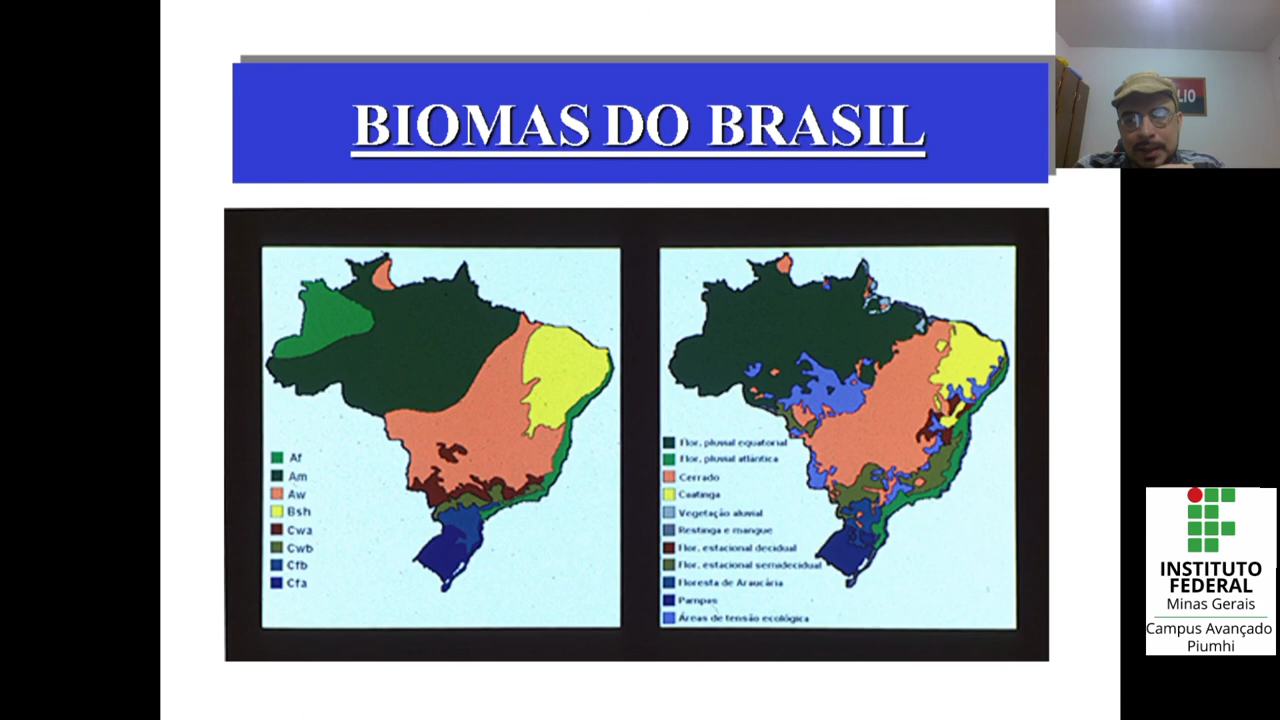 BIOMAS DO BRASIL
LIO
Af
Am
Aw
Bsh
Cwa
Cwb
Cfb
Cfa
Flor. pluvial equatorial
Flor. pluvial atlântica
Cerrado
Caatinga
Vegetação aluvial
Restinga e mangue
Flor. estacional decidual
Flor. estacional semidecidual
Floresta de Araucária
Pampas
Áreas de tensão ecológica
INSTITUTO
FEDERAL
Minas Gerais
Campus Avançado
Piumhi